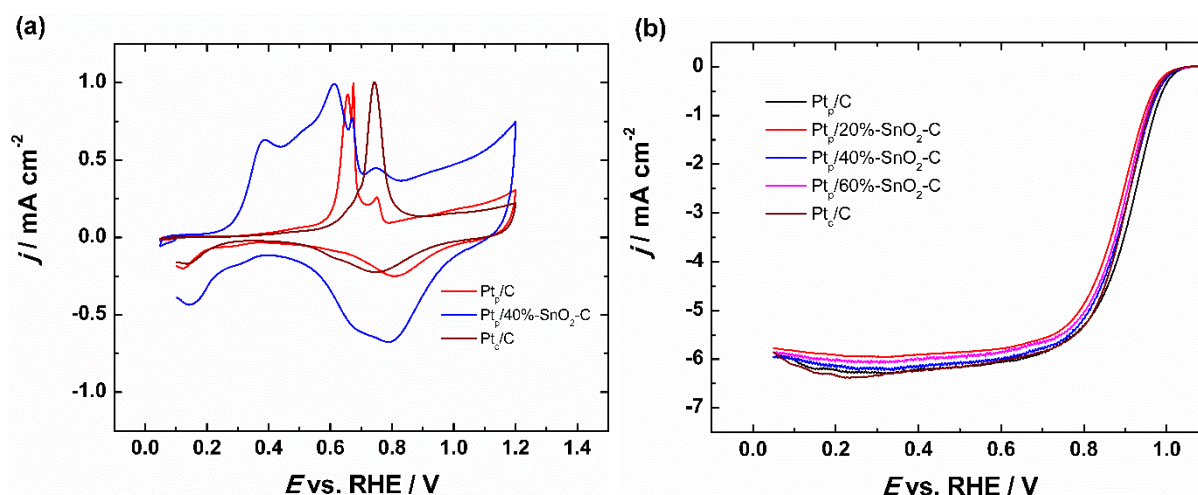 (a)
1.0
0.5
0.0
-0.5
-1.0
j / mA cm⁻²
Ptₚ/C
Ptₚ/40%-SnO₂-C
Pt꜀/C
0.0 0.2 0.4 0.6 0.8 1.0 1.2 1.4
E vs. RHE / V
(b)
0
-1
-2
-3
-4
-5
-6
-7
j / mA cm⁻²
Ptₚ/C
Ptₚ/20%-SnO₂-C
Ptₚ/40%-SnO₂-C
Ptₚ/60%-SnO₂-C
Pt꜀/C
0.0 0.2 0.4 0.6 0.8 1.0
E vs. RHE / V